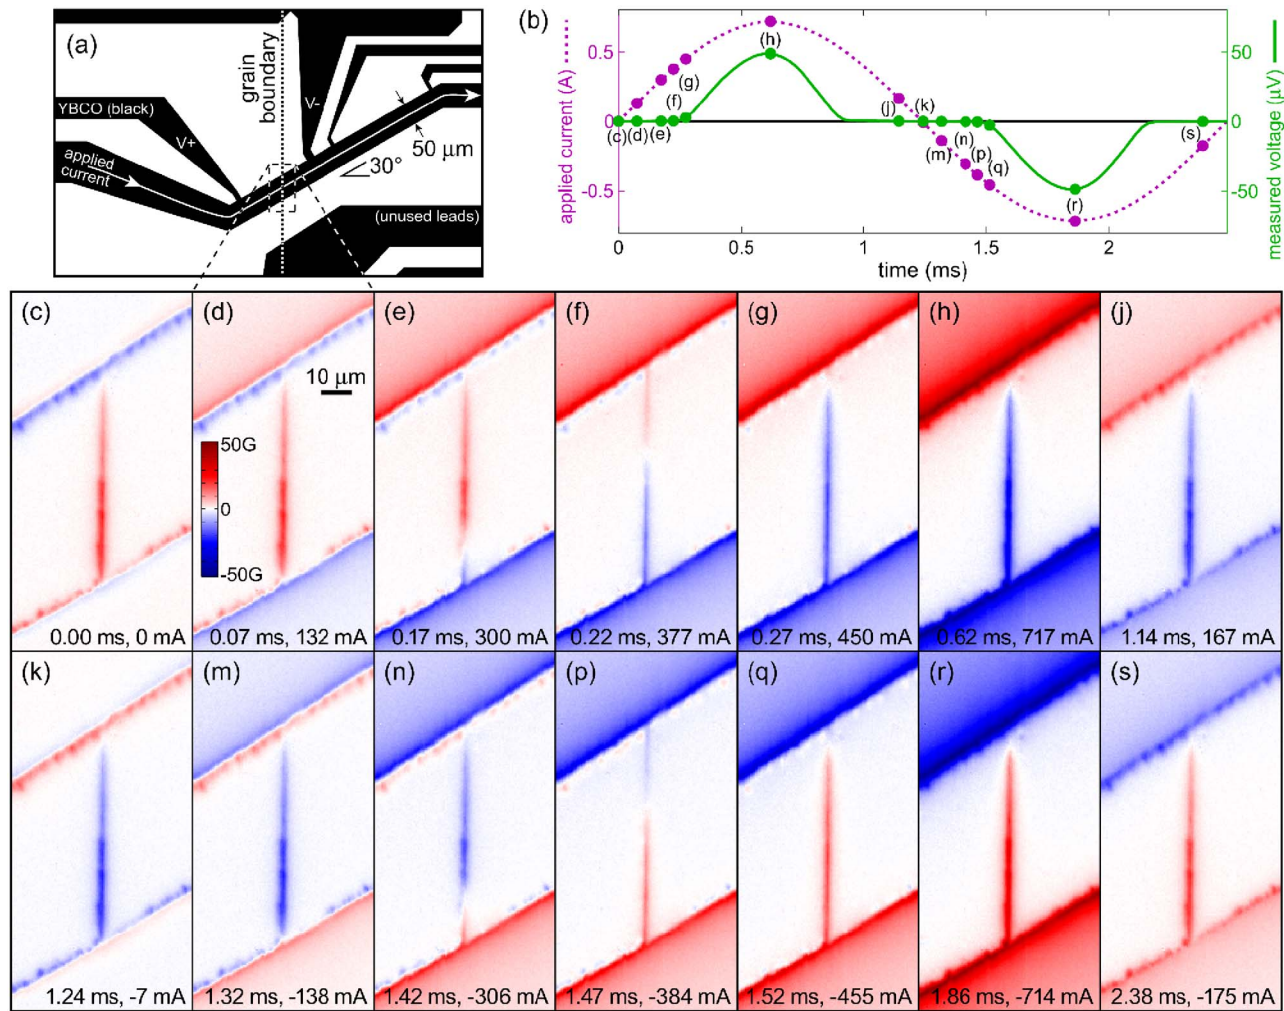 (a)
grain
boundary
V-
YBCO (black)
V+
applied
current
50 μm
30°
(unused leads)
(b)
applied current (A)
0.5
0
-0.5
(c)
(d)
(e)
(f)
(g)
(h)
(j)
(k)
(m)
(n)
(p)
(q)
(r)
(s)
50
0
-50
measured voltage (μV)
0
0.5
1
1.5
2
time (ms)
(c)
0.00 ms, 0 mA
(d)
10 μm
50G
0
-50G
0.07 ms, 132 mA
(e)
0.17 ms, 300 mA
(f)
0.22 ms, 377 mA
(g)
0.27 ms, 450 mA
(h)
0.62 ms, 717 mA
(j)
1.14 ms, 167 mA
(k)
1.24 ms, -7 mA
(m)
1.32 ms, -138 mA
(n)
1.42 ms, -306 mA
(p)
1.47 ms, -384 mA
(q)
1.52 ms, -455 mA
(r)
1.86 ms, -714 mA
(s)
2.38 ms, -175 mA